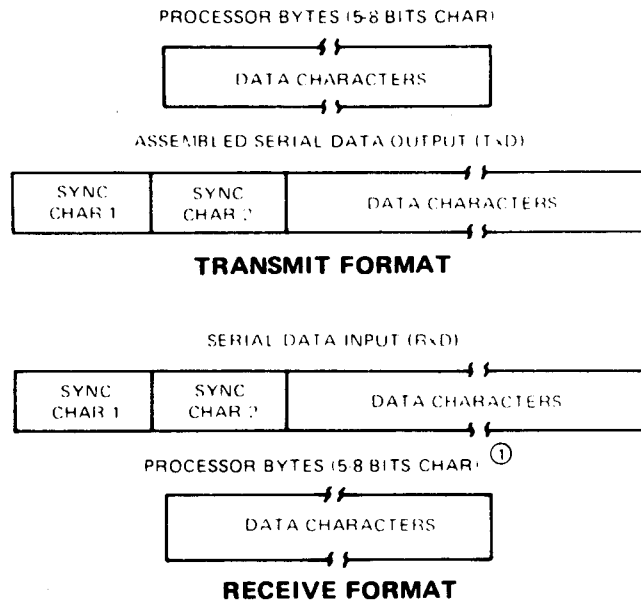 PROCESSOR BYTES (5-8 BITS CHAR)
DATA CHARACTERS
ASSEMBLED SERIAL DATA OUTPUT (TxD)
SYNC CHAR 1
SYNC CHAR 2
DATA CHARACTERS
TRANSMIT FORMAT
SERIAL DATA INPUT (RxD)
SYNC CHAR 1
SYNC CHAR 2
DATA CHARACTERS
PROCESSOR BYTES (5-8 BITS CHAR) ①
DATA CHARACTERS
RECEIVE FORMAT